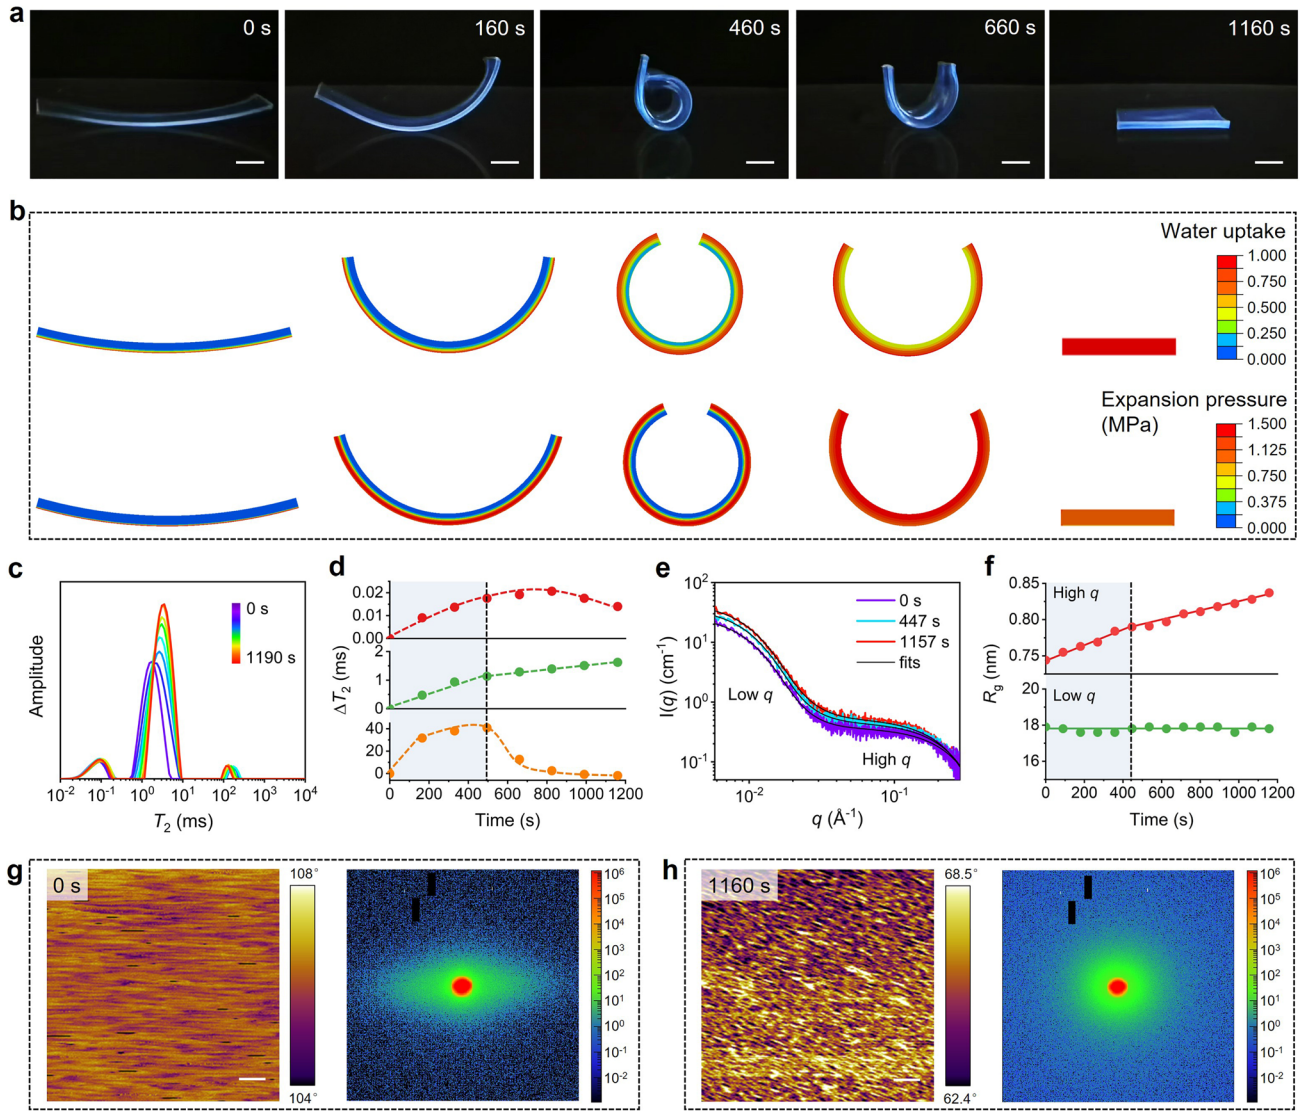 a
0 s
160 s
460 s
660 s
1160 s
b
Water uptake
1.000
0.750
0.500
0.250
0.000
Expansion pressure
(MPa)
1.500
1.125
0.750
0.375
0.000
c
Amplitude
0 s
1190 s
10⁻² 10⁻¹ 10⁰ 10¹ 10² 10³ 10⁴
T₂ (ms)
d
ΔT₂ (ms)
0.02
0.01
0.00
2
1
0
40
20
0
0 200 400 600 800 1000 1200
Time (s)
e
I(q) (cm⁻¹)
10²
10¹
10⁰
10⁻¹
0 s
447 s
1157 s
fits
Low q
High q
10⁻² 10⁻¹
q (Å⁻¹)
f
Rg (nm)
0.85
0.80
0.75
High q
20
18
16
Low q
0 200 400 600 800 1000 1200
Time (s)
g
0 s
108°
104°
10⁶
10⁵
10⁴
10³
10²
10¹
10⁰
10⁻¹
10⁻²
h
1160 s
68.5°
62.4°
10⁶
10⁵
10⁴
10³
10²
10¹
10⁰
10⁻¹
10⁻²